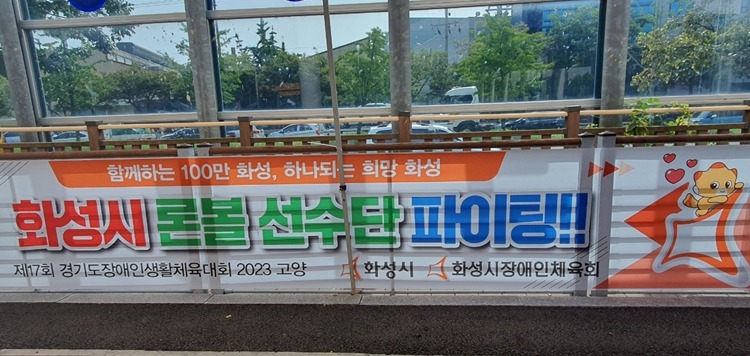 함께하는 100만 화성, 하나되는 희망 화성
화성시 론볼 선수단 파이팅!!
제17회 경기도장애인생활체육대회 2023 고양 화성시 화성시장애인체육회